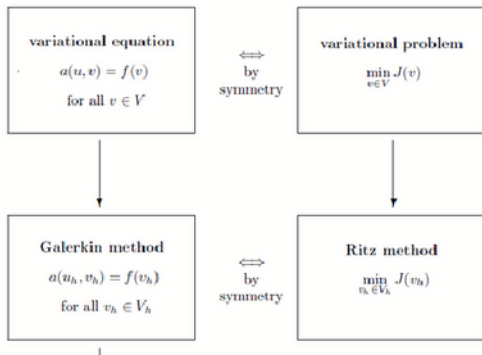 variational equation
a(u, v) = f(v)
for all v ∈ V
⟺
by
symmetry
variational problem
min J(v)
v∈V
Galerkin method
a(u_h, v_h) = f(v_h)
for all v_h ∈ V_h
⟺
by
symmetry
Ritz method
min J(v_h)
v_h∈V_h